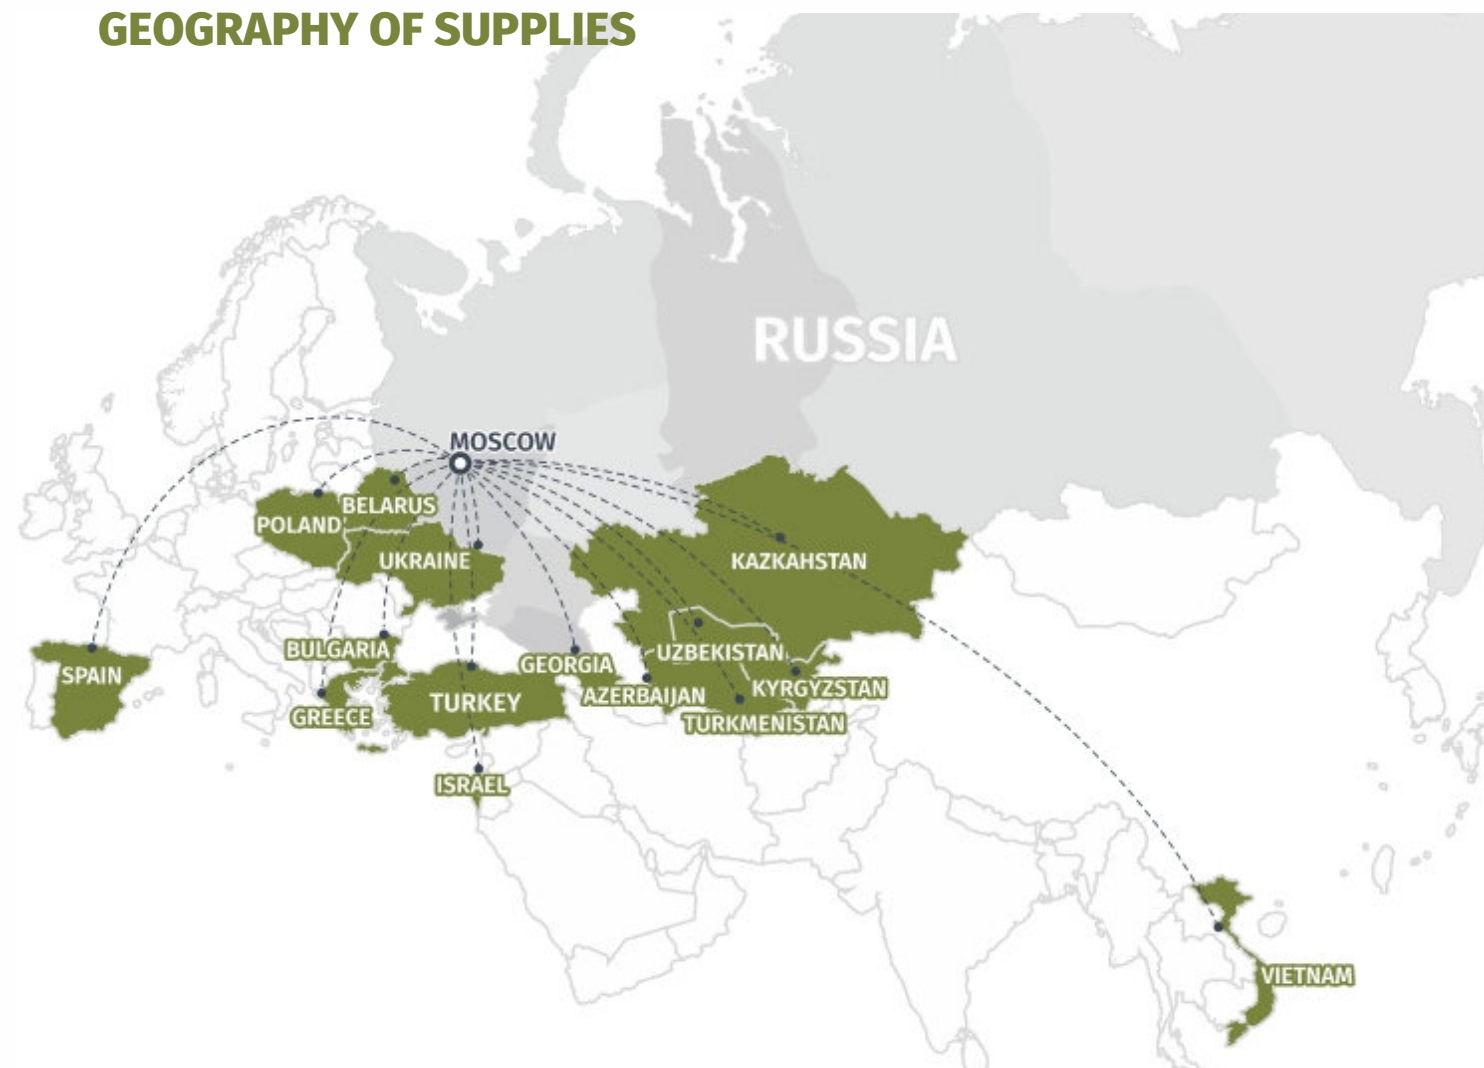 GEOGRAPHY OF SUPPLIES
RUSSIA
MOSCOW
BELARUS
POLAND
UKRAINE
KAZKAHSTAN
BULGARIA
UZBEKISTAN
GEORGIA
SPAIN
KYRGYZSTAN
AZERBAIJAN
TURKEY
GREECE
TURKMENISTAN
ISRAEL
VIETNAM